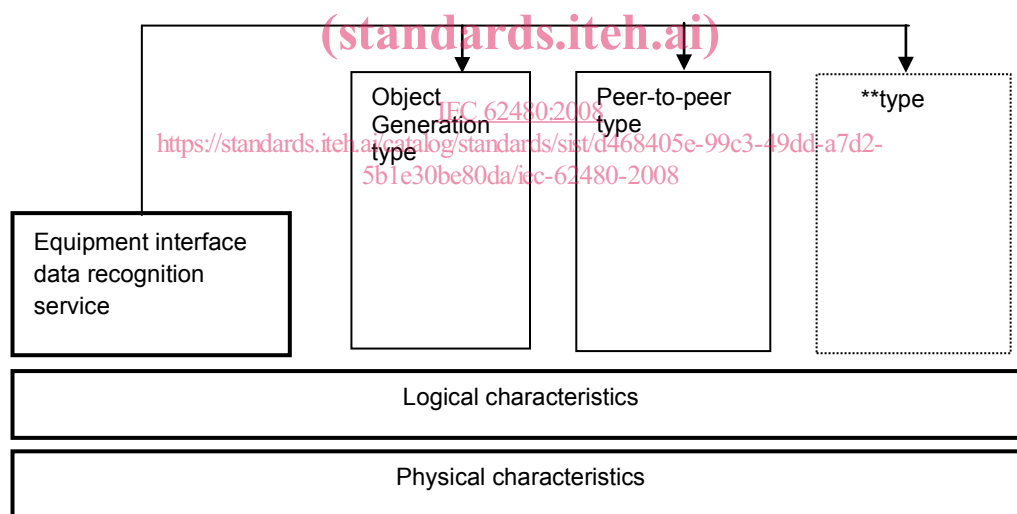 (standards.iteh.ai)
Object
Generation
type
Peer-to-peer
type
**type
IEC 62480:2008
https://standards.iteh.ai/catalog/standards/sist/d468405e-99c3-49dd-a7d2-
5b1e30be80da/iec-62480-2008
Equipment interface
data recognition
service
Logical characteristics
Physical characteristics